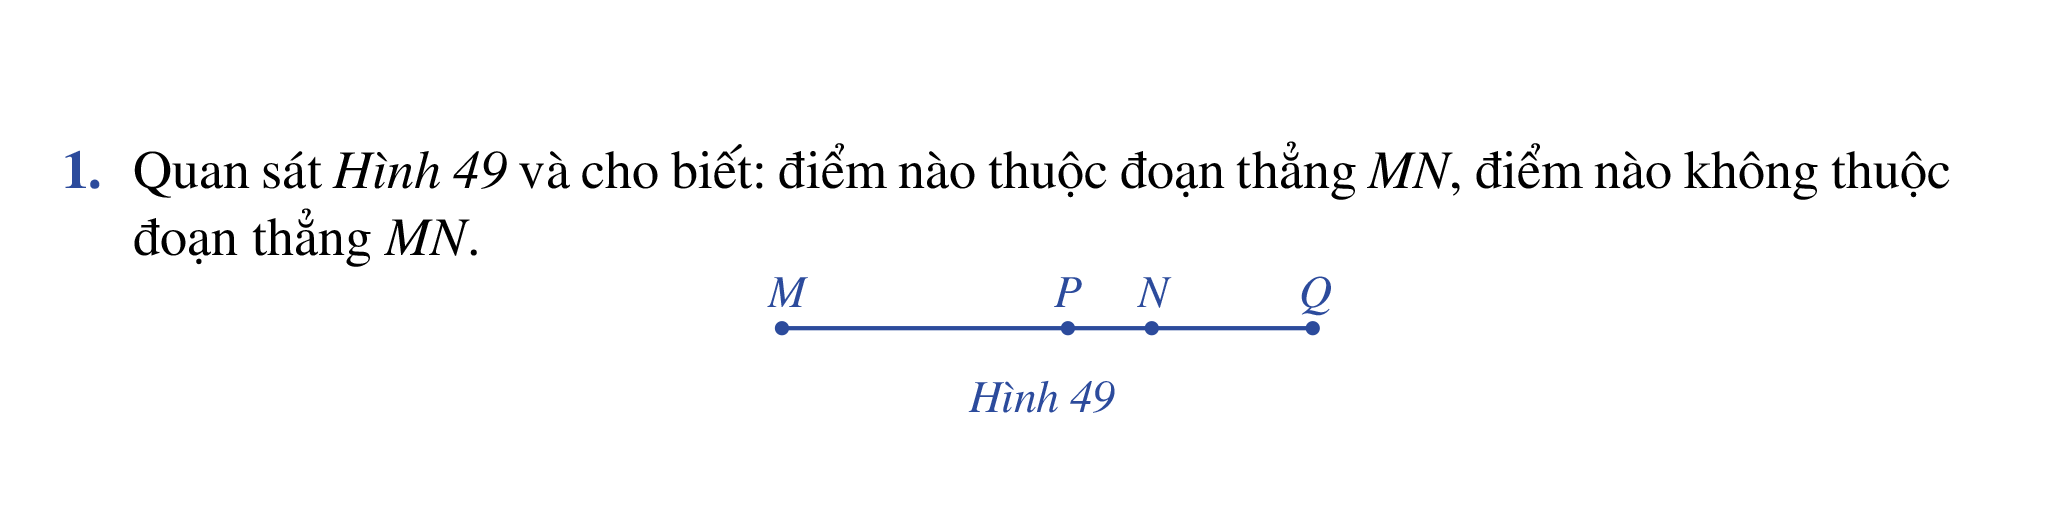 1. Quan sát Hình 49 và cho biết: điểm nào thuộc đoạn thẳng MN, điểm nào không thuộc
đoạn thẳng MN.
M P N Q
Hình 49